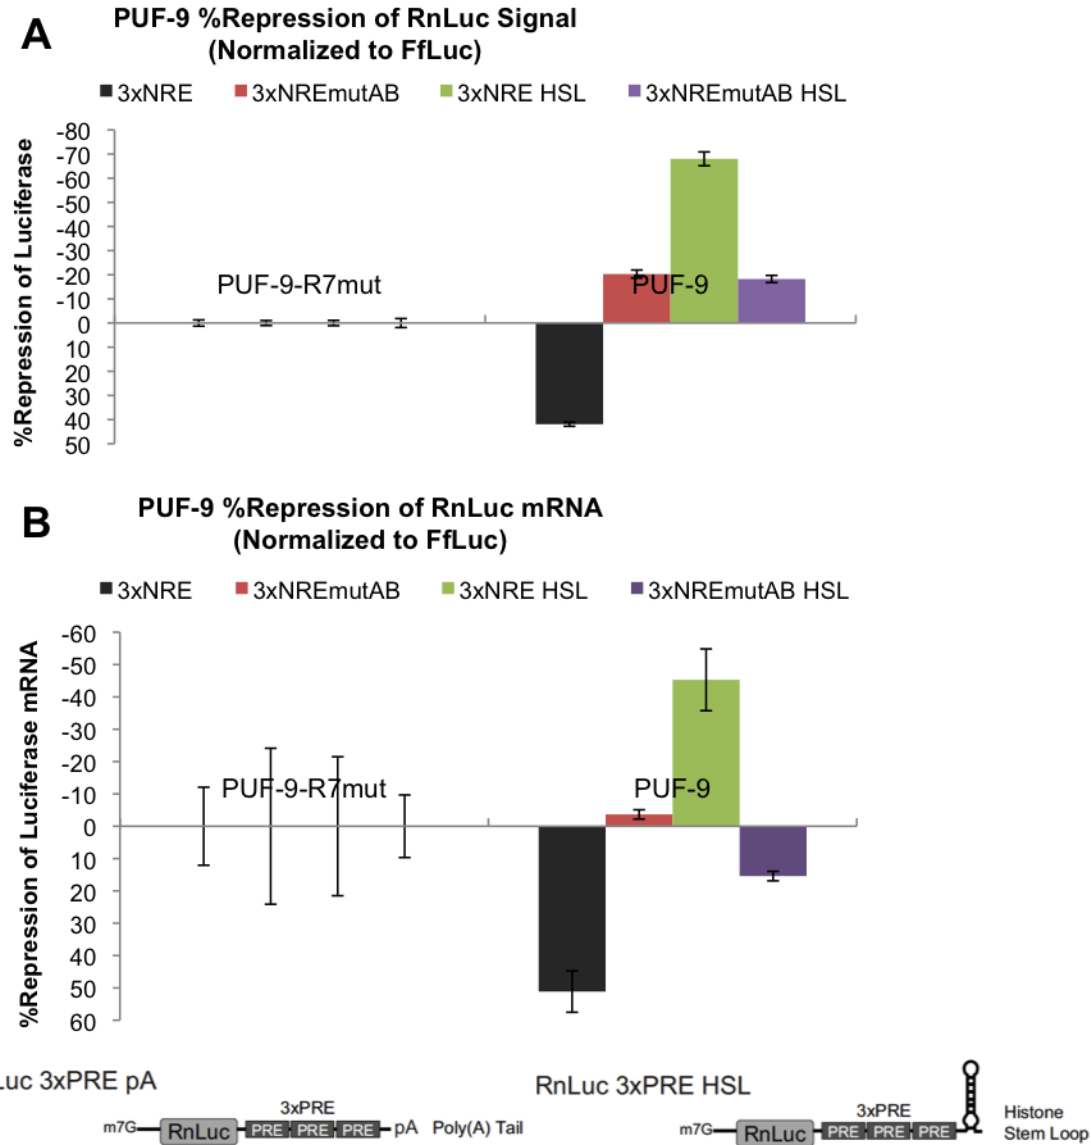 A
PUF-9 %Repression of RnLuc Signal
(Normalized to FfLuc)
3xNRE 3xNREmutAB 3xNRE HSL 3xNREmutAB HSL
%Repression of Luciferase
-80
-70
-60
-50
-40
-30
-20
-10
0
10
20
30
40
50
PUF-9-R7mut PUF-9
B
PUF-9 %Repression of RnLuc mRNA
(Normalized to FfLuc)
3xNRE 3xNREmutAB 3xNRE HSL 3xNREmutAB HSL
%Repression of Luciferase mRNA
-60
-50
-40
-30
-20
-10
0
10
20
30
40
50
60
PUF-9-R7mut PUF-9
Luc 3xPRE pA
3xPRE
m7G RnLuc PRE PRE PRE pA Poly(A) Tail
RnLuc 3xPRE HSL
3xPRE
m7G RnLuc PRE PRE PRE
Histone
Stem Loop